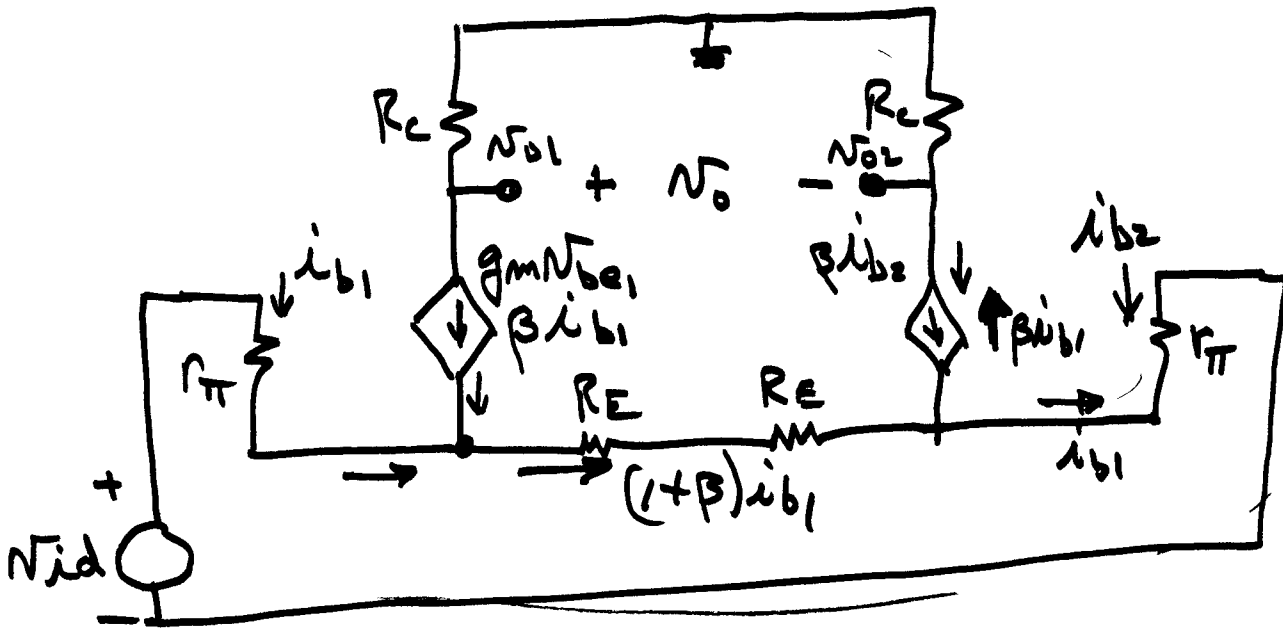 Rc
Rc
vo1
+ vo −
vo2
ib1
gmvbe1
βib1
βib2
βib1
ib2
rπ
rπ
RE
RE
(1+β)ib1
ib1
+
vid
−